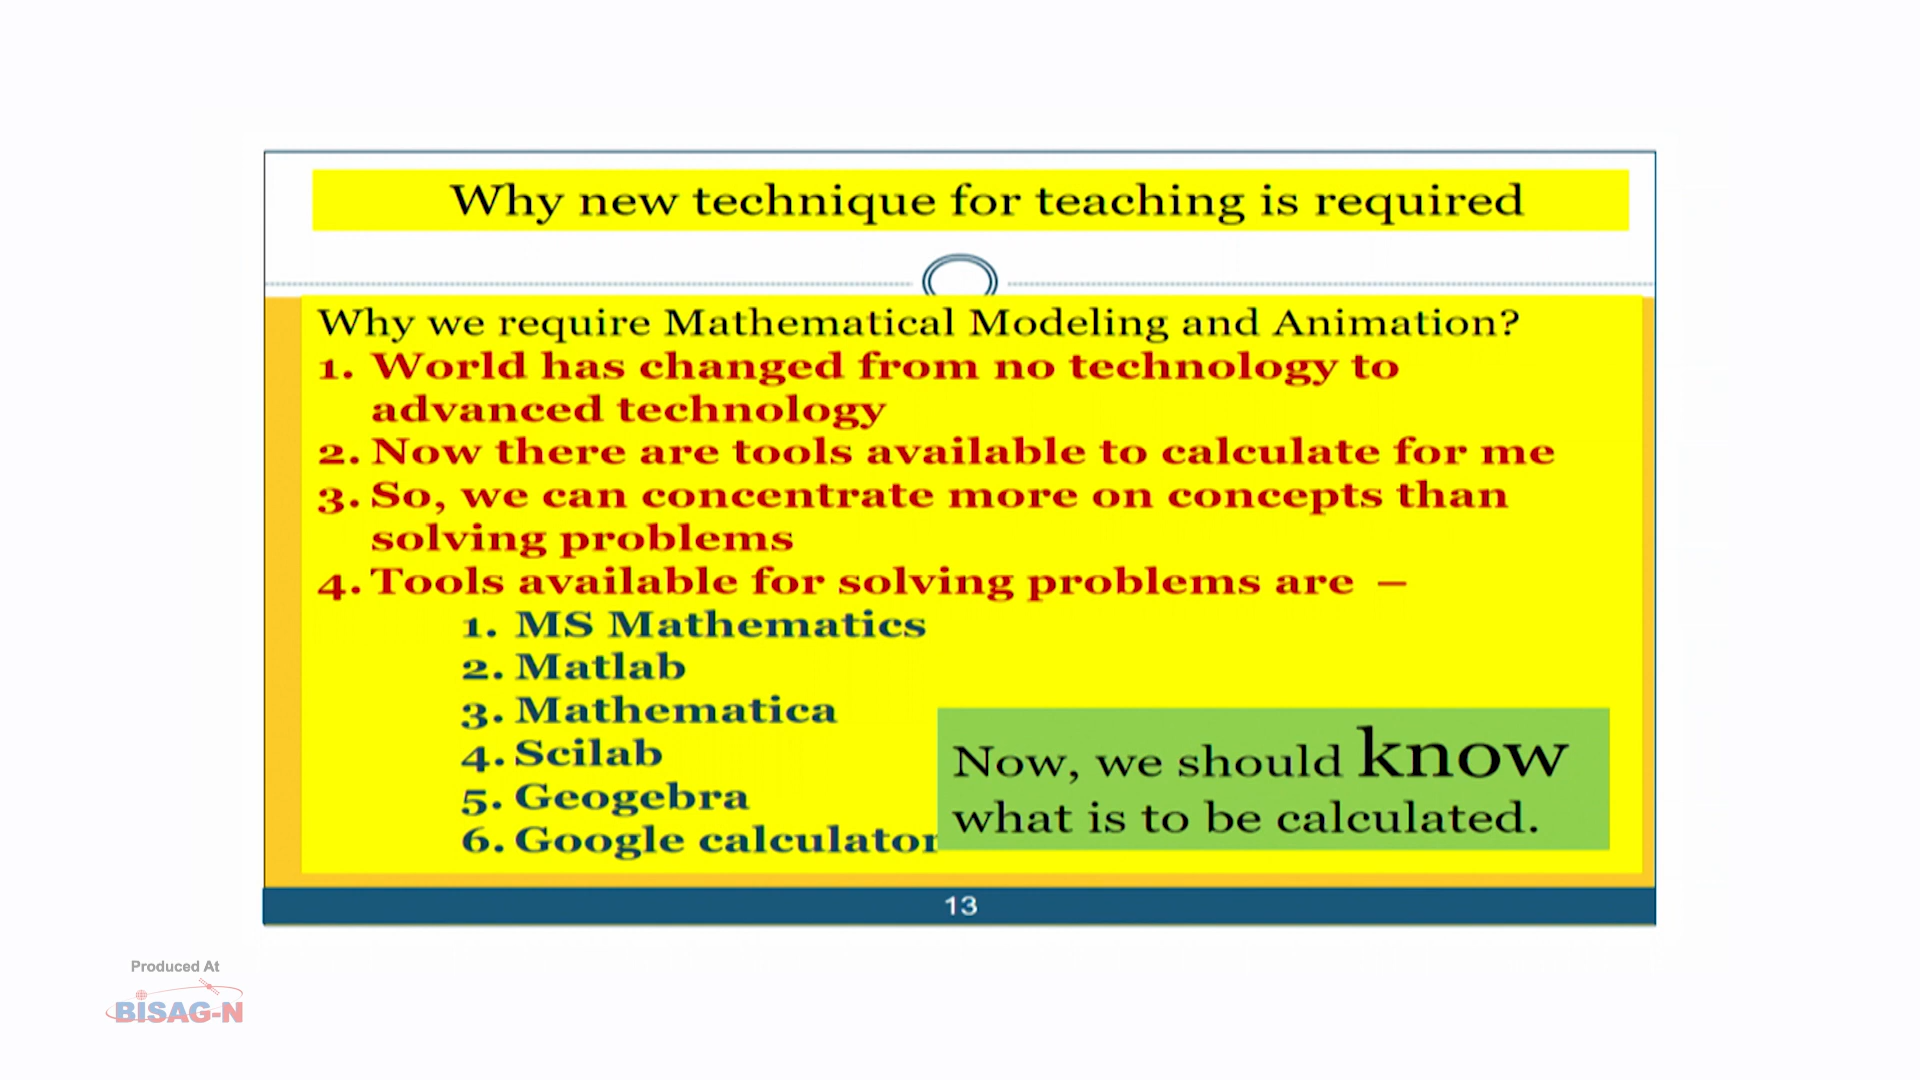 Why new technique for teaching is required
Why we require Mathematical Modeling and Animation?
1. World has changed from no technology to
advanced technology
2. Now there are tools available to calculate for me
3. So, we can concentrate more on concepts than
solving problems
4. Tools available for solving problems are –
1. MS Mathematics
2. Matlab
3. Mathematica
4. Scilab
5. Geogebra
6. Google calculator
Now, we should know
what is to be calculated.
13
Produced At
BISAG-N